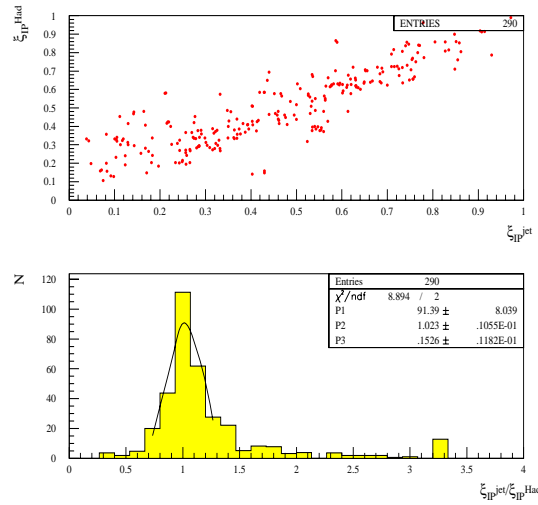 ξIP Had
1
0.9
0.8
0.7
0.6
0.5
0.4
0.3
0.2
0.1
0
ENTRIES 290
0 0.1 0.2 0.3 0.4 0.5 0.6 0.7 0.8 0.9 1
ξIP jet
N
120
100
80
60
40
20
0
Entries 290
χ²/ndf 8.894 / 2
P1 91.39 ± 8.039
P2 1.023 ± .1055E-01
P3 .1526 ± .1182E-01
0 0.5 1 1.5 2 2.5 3 3.5 4
ξIP jet/ξIP Had